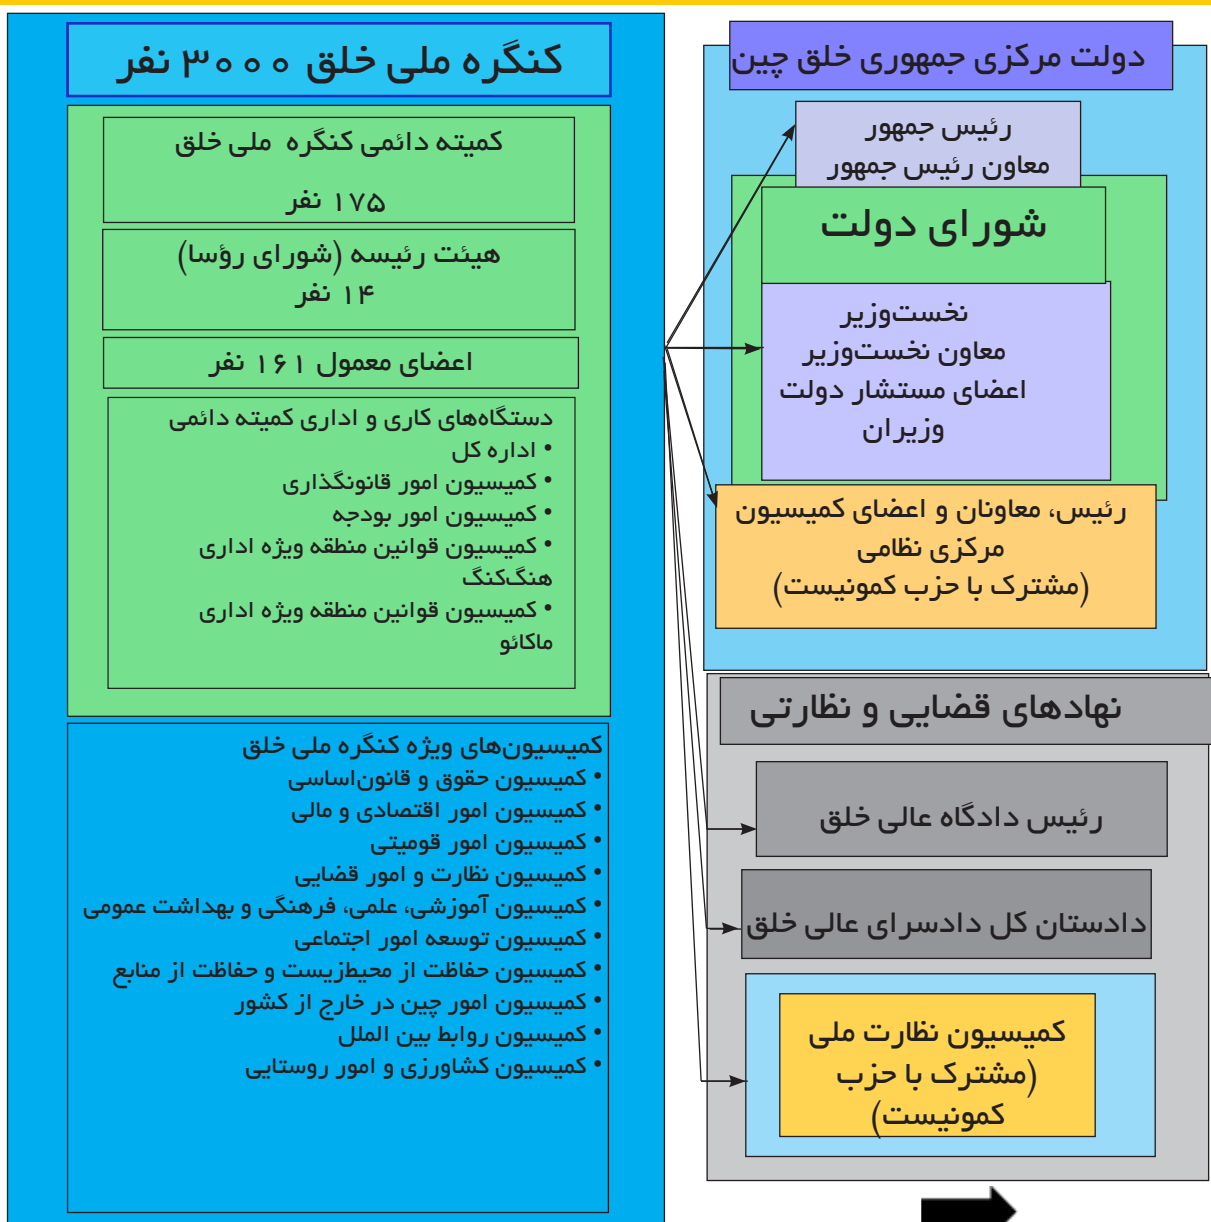 کنگره ملی خلق ۳۰۰۰ نفر
کمیته دائمی کنگره ملی خلق
۱۷۵ نفر
هیئت رئیسه (شورای رؤسا)
۱۴ نفر
اعضای معمول ۱۶۱ نفر
دستگاه‌های کاری و اداری کمیته دائمی
• اداره کل
• کمیسیون امور قانونگذاری
• کمیسیون امور بودجه
• کمیسیون قوانین منطقه ویژه اداری
هنگ‌کنگ
• کمیسیون قوانین منطقه ویژه اداری
ماکائو
کمیسیون‌های ویژه کنگره ملی خلق
• کمیسیون حقوق و قانون‌اساسی
• کمیسیون امور اقتصادی و مالی
• کمیسیون امور قومیتی
• کمیسیون نظارت و امور قضایی
• کمیسیون آموزشی، علمی، فرهنگی و بهداشت عمومی
• کمیسیون توسعه امور اجتماعی
• کمیسیون حفاظت از محیط‌زیست و حفاظت از منابع
• کمیسیون امور چین در خارج از کشور
• کمیسیون روابط بین الملل
• کمیسیون کشاورزی و امور روستایی
دولت مرکزی جمهوری خلق چین
رئیس جمهور
معاون رئیس جمهور
شورای دولت
نخست‌وزیر
معاون نخست‌وزیر
اعضای مستشار دولت
وزیران
رئیس، معاونان و اعضای کمیسیون
مرکزی نظامی
(مشترک با حزب کمونیست)
نهادهای قضایی و نظارتی
رئیس دادگاه عالی خلق
دادستان کل دادسرای عالی خلق
کمیسیون نظارت ملی
(مشترک با حزب
کمونیست)